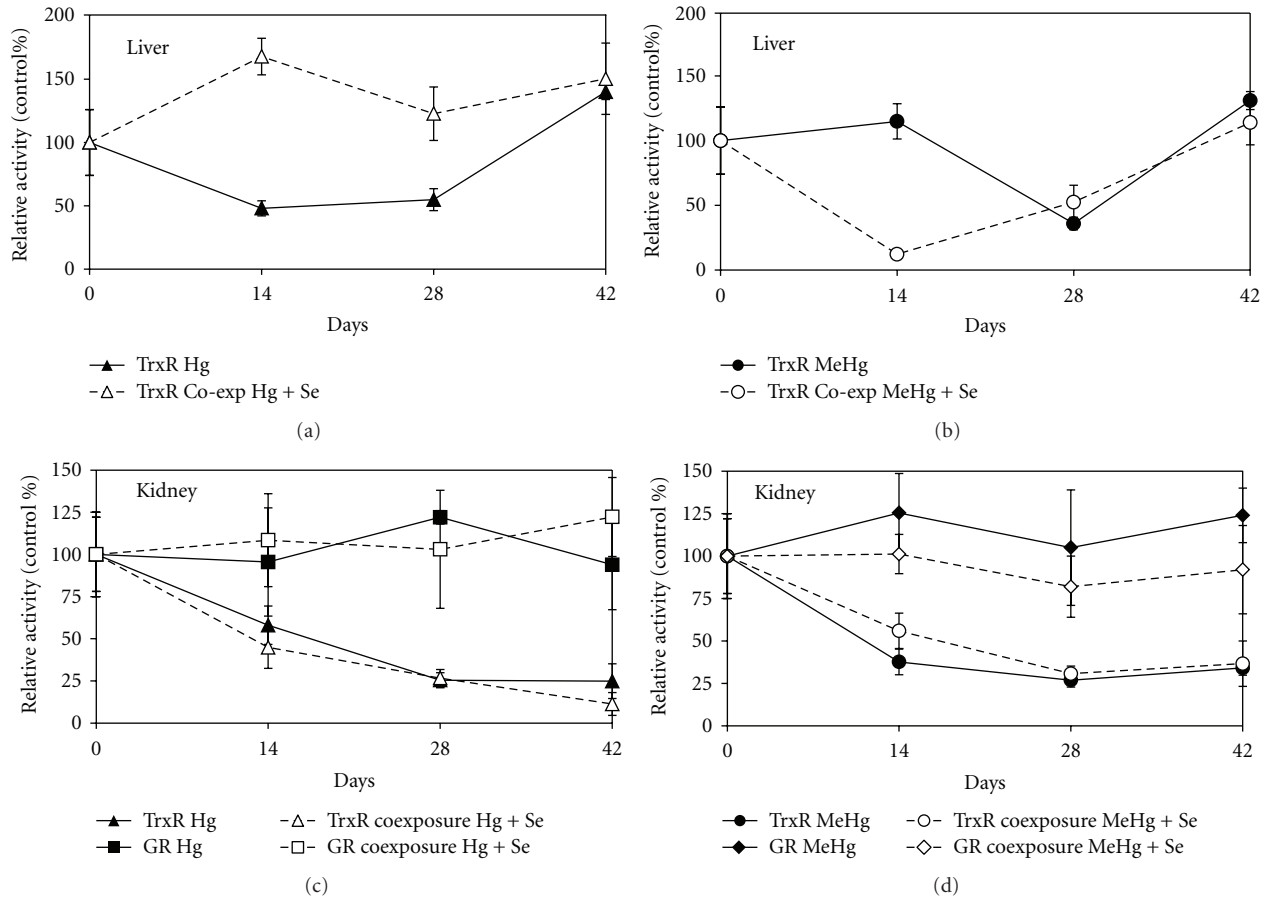 Relative activity (control%)
200
150
100
50
0
Liver
0 14 28 42
Days
TrxR Hg
TrxR Co-exp Hg + Se
(a)
Relative activity (control%)
200
150
100
50
0
Liver
0 14 28 42
Days
TrxR MeHg
TrxR Co-exp MeHg + Se
(b)
Relative activity (control %)
150
125
100
75
50
25
0
Kidney
0 14 28 42
Days
TrxR Hg TrxR coexposure Hg + Se
GR Hg GR coexposure Hg + Se
(c)
Relative activity (control %)
150
125
100
75
50
25
0
Kidney
0 14 28 42
Days
TrxR MeHg TrxR coexposure MeHg + Se
GR MeHg GR coexposure MeHg + Se
(d)